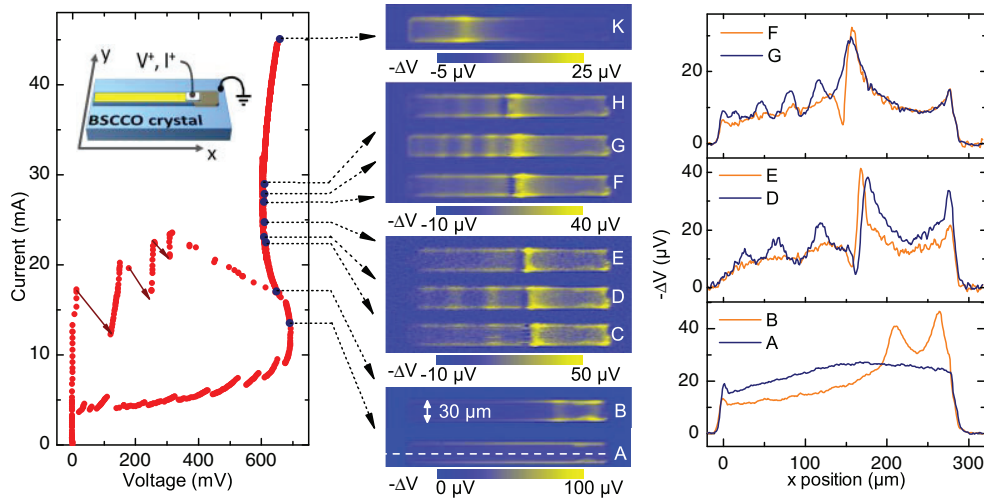 Current (mA)
40
30
20
10
0
0
200
400
600
Voltage (mV)
y
V⁺, I⁺
BSCCO crystal
x
K
-ΔV
-5 μV
25 μV
H
G
F
-ΔV
-10 μV
40 μV
E
D
C
-ΔV
-10 μV
50 μV
30 μm
B
A
-ΔV
0 μV
100 μV
-ΔV (μV)
F
G
20
0
E
D
40
20
0
B
A
40
20
0
0
100
200
300
x position (μm)